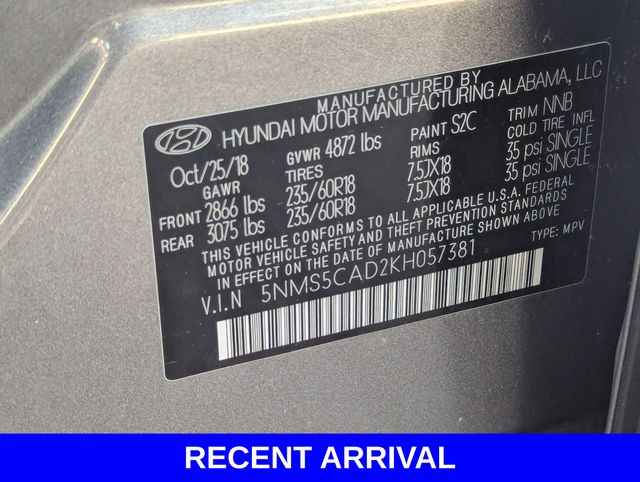 MANUFACTURED BY
HYUNDAI MOTOR MANUFACTURING ALABAMA, LLC
Oct/25/18 GVWR 4872 lbs PAINT S2C TRIM NNB
GAWR TIRES RIMS COLD TIRE INFL
FRONT 2866 lbs 235/60R18 7.5JX18 35 psi SINGLE
REAR 3075 lbs 235/60R18 7.5JX18 35 psi SINGLE
THIS VEHICLE CONFORMS TO ALL APPLICABLE U.S.A. FEDERAL
MOTOR VEHICLE SAFETY AND THEFT PREVENTION STANDARDS
IN EFFECT ON THE DATE OF MANUFACTURE SHOWN ABOVE
V.I.N 5NMS5CAD2KH057381 TYPE: MPV
RECENT ARRIVAL